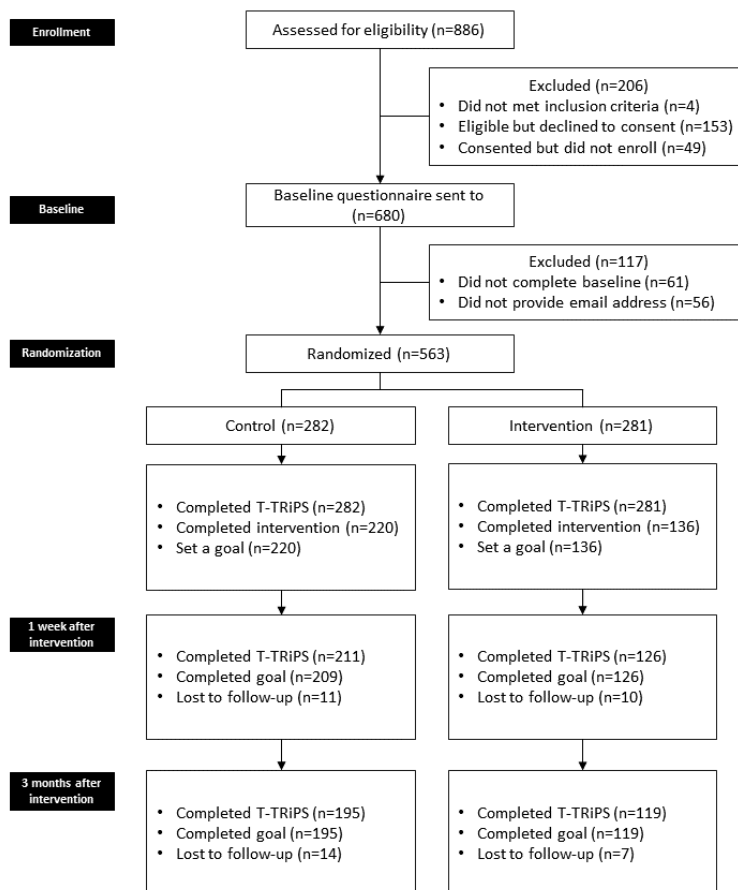 Enrollment
Assessed for eligibility (n=886)
Excluded (n=206)
• Did not met inclusion criteria (n=4)
• Eligible but declined to consent (n=153)
• Consented but did not enroll (n=49)
Baseline
Baseline questionnaire sent to
(n=680)
Excluded (n=117)
• Did not complete baseline (n=61)
• Did not provide email address (n=56)
Randomization
Randomized (n=563)
Control (n=282)
Intervention (n=281)
• Completed T-TRiPS (n=282)
• Completed intervention (n=220)
• Set a goal (n=220)
• Completed T-TRiPS (n=281)
• Completed intervention (n=136)
• Set a goal (n=136)
1 week after
intervention
• Completed T-TRiPS (n=211)
• Completed goal (n=209)
• Lost to follow-up (n=11)
• Completed T-TRiPS (n=126)
• Completed goal (n=126)
• Lost to follow-up (n=10)
3 months after
intervention
• Completed T-TRiPS (n=195)
• Completed goal (n=195)
• Lost to follow-up (n=14)
• Completed T-TRiPS (n=119)
• Completed goal (n=119)
• Lost to follow-up (n=7)